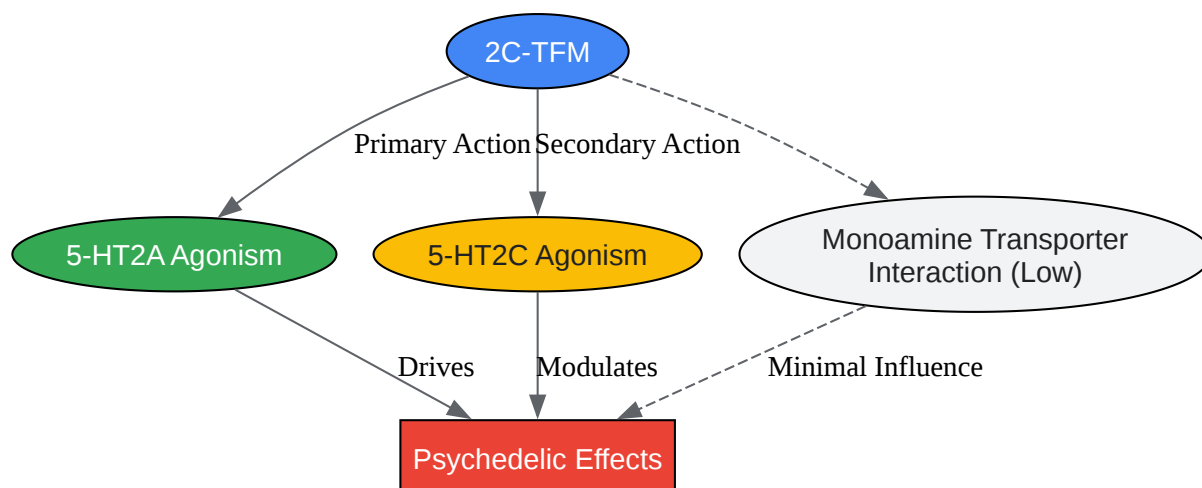 2C-TFM
Primary Action
Secondary Action
5-HT2A Agonism
5-HT2C Agonism
Monoamine Transporter
Interaction (Low)
Drives
Modulates
Minimal Influence
Psychedelic Effects